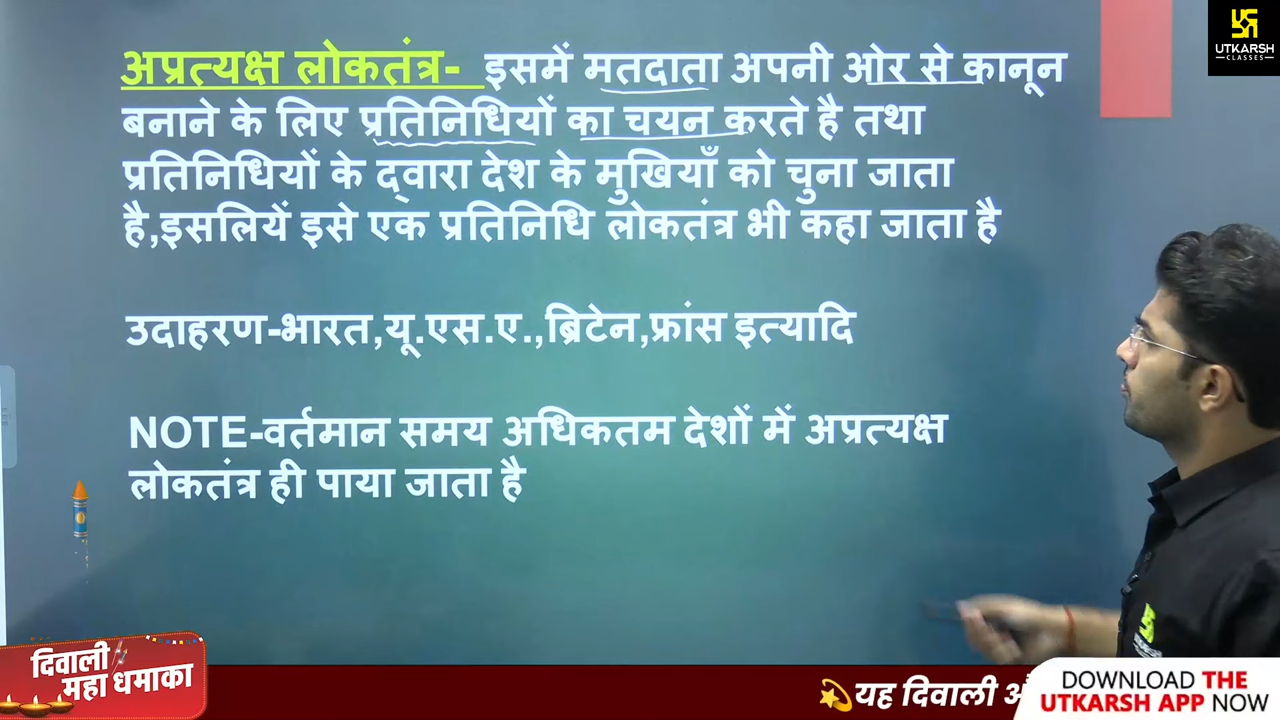 अप्रत्यक्ष लोकतंत्र- इसमें मतदाता अपनी ओर से कानून
बनाने के लिए प्रतिनिधियों का चयन करते है तथा
प्रतिनिधियों के द्वारा देश के मुखियाँ को चुना जाता
है,इसलियें इसे एक प्रतिनिधि लोकतंत्र भी कहा जाता है
उदाहरण-भारत,यू.एस.ए.,ब्रिटेन,फ्रांस इत्यादि
NOTE-वर्तमान समय अधिकतम देशों में अप्रत्यक्ष
लोकतंत्र ही पाया जाता है
UTKARSH
CLASSES
दिवाली
महा धमाका
यह दिवाली
DOWNLOAD THE
UTKARSH APP NOW